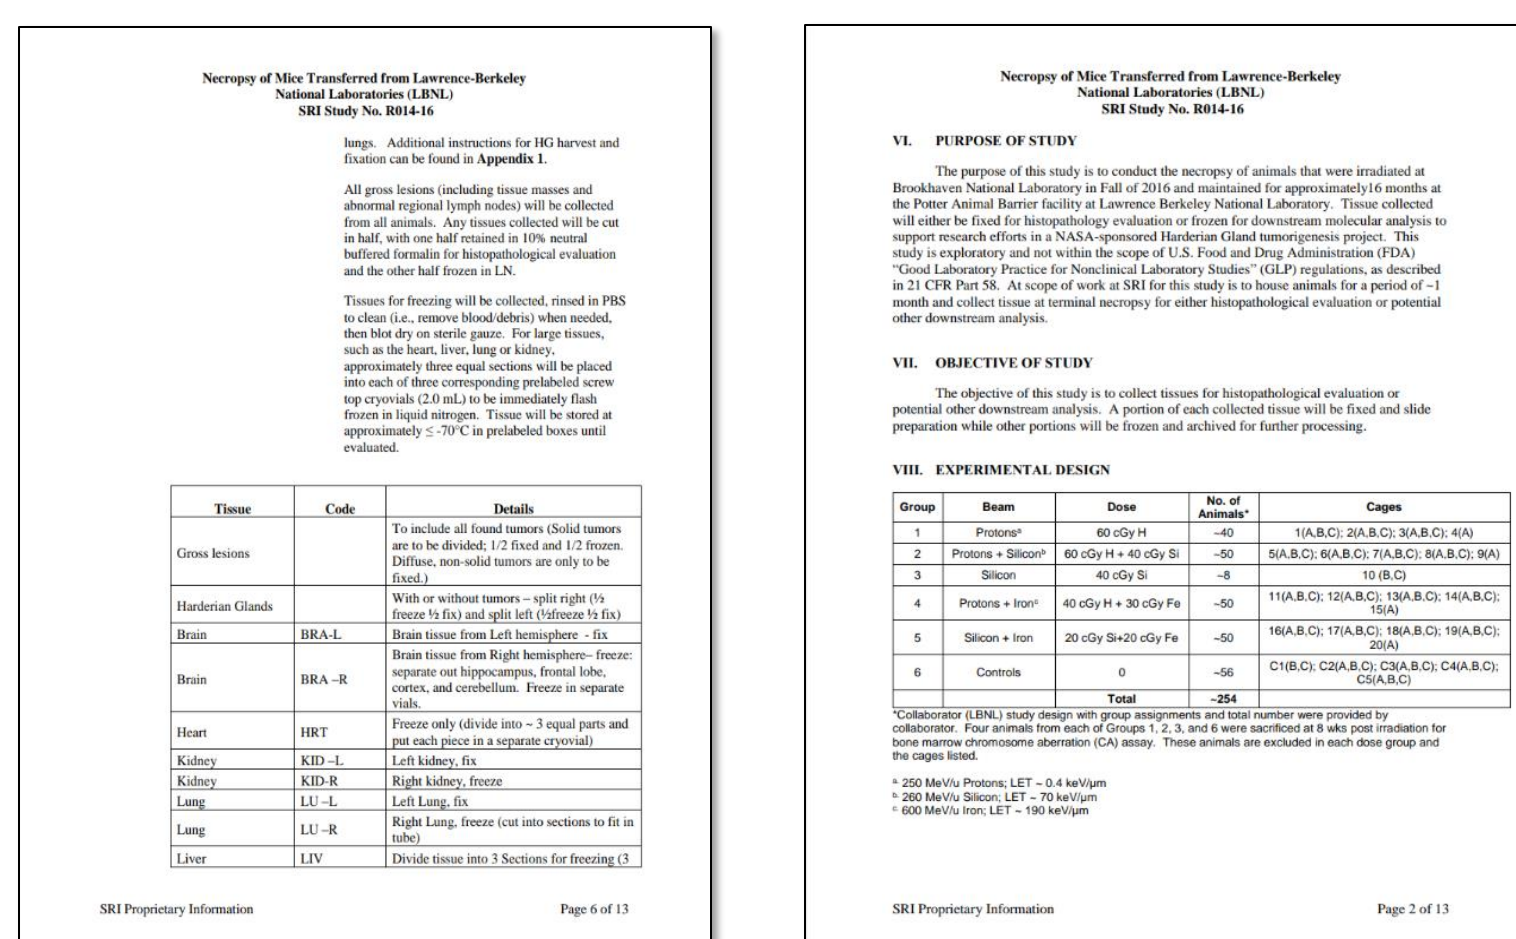 Necropsy of Mice Transferred from Lawrence-Berkeley
National Laboratories (LBNL)
SRI Study No. R014-16
lungs. Additional instructions for HG harvest and
fixation can be found in Appendix 1.
All gross lesions (including tissue masses and
abnormal regional lymph nodes) will be collected
from all animals. Any tissues collected will be cut
in half, with one half retained in 10% neutral
buffered formalin for histopathological evaluation
and the other half frozen in LN.
Tissues for freezing will be collected, rinsed in PBS
to clean (i.e., remove blood/debris) when needed,
then blot dry on sterile gauze. For large tissues,
such as the heart, liver, lung or kidney,
approximately three equal sections will be placed
into each of three corresponding prelabeled screw
top cryovials (2.0 mL) to be immediately flash
frozen in liquid nitrogen. Tissue will be stored at
approximately ≤ -70°C in prelabeled boxes until
evaluated.
Tissue Code Details
Gross lesions To include all found tumors (Solid tumors
are to be divided; 1/2 fixed and 1/2 frozen.
Diffuse, non-solid tumors are only to be
fixed.)
Harderian Glands With or without tumors – split right (½
freeze ½ fix) and split left (½freeze ½ fix)
Brain BRA-L Brain tissue from Left hemisphere - fix
Brain BRA –R Brain tissue from Right hemisphere– freeze:
separate out hippocampus, frontal lobe,
cortex, and cerebellum. Freeze in separate
vials.
Heart HRT Freeze only (divide into ~ 3 equal parts and
put each piece in a separate cryovial)
Kidney KID –L Left kidney, fix
Kidney KID-R Right kidney, freeze
Lung LU –L Left Lung, fix
Lung LU –R Right Lung, freeze (cut into sections to fit in
tube)
Liver LIV Divide tissue into 3 Sections for freezing (3
SRI Proprietary Information Page 6 of 13
Necropsy of Mice Transferred from Lawrence-Berkeley
National Laboratories (LBNL)
SRI Study No. R014-16
VI. PURPOSE OF STUDY
The purpose of this study is to conduct the necropsy of animals that were irradiated at
Brookhaven National Laboratory in Fall of 2016 and maintained for approximately16 months at
the Potter Animal Barrier facility at Lawrence Berkeley National Laboratory. Tissue collected
will either be fixed for histopathology evaluation or frozen for downstream molecular analysis to
support research efforts in a NASA-sponsored Harderian Gland tumorigenesis project. This
study is exploratory and not within the scope of U.S. Food and Drug Administration (FDA)
“Good Laboratory Practice for Nonclinical Laboratory Studies” (GLP) regulations, as described
in 21 CFR Part 58. At scope of work at SRI for this study is to house animals for a period of ~1
month and collect tissue at terminal necropsy for either histopathological evaluation or potential
other downstream analysis.
VII. OBJECTIVE OF STUDY
The objective of this study is to collect tissues for histopathological evaluation or
potential other downstream analysis. A portion of each collected tissue will be fixed and slide
preparation while other portions will be frozen and archived for further processing.
VIII. EXPERIMENTAL DESIGN
Group Beam Dose No. of Animals* Cages
1 Protonsᵃ 60 cGy H ~40 1(A,B,C); 2(A,B,C); 3(A,B,C); 4(A)
2 Protons + Siliconᵇ 60 cGy H + 40 cGy Si ~50 5(A,B,C); 6(A,B,C); 7(A,B,C); 8(A,B,C); 9(A)
3 Silicon 40 cGy Si ~8 10 (B,C)
4 Protons + Ironᶜ 40 cGy H + 30 cGy Fe ~50 11(A,B,C); 12(A,B,C); 13(A,B,C); 14(A,B,C);
15(A)
5 Silicon + Iron 20 cGy Si+20 cGy Fe ~50 16(A,B,C); 17(A,B,C); 18(A,B,C); 19(A,B,C);
20(A)
6 Controls 0 ~56 C1(B,C); C2(A,B,C); C3(A,B,C); C4(A,B,C);
C5(A,B,C)
Total ~254
*Collaborator (LBNL) study design with group assignments and total number were provided by
collaborator. Four animals from each of Groups 1, 2, 3, and 6 were sacrificed at 8 wks post irradiation for
bone marrow chromosome aberration (CA) assay. These animals are excluded in each dose group and
the cages listed.
ᵃ 250 MeV/u Protons; LET ~ 0.4 keV/µm
ᵇ 260 MeV/u Silicon; LET ~ 70 keV/µm
ᶜ 600 MeV/u Iron; LET ~ 190 keV/µm
SRI Proprietary Information Page 2 of 13